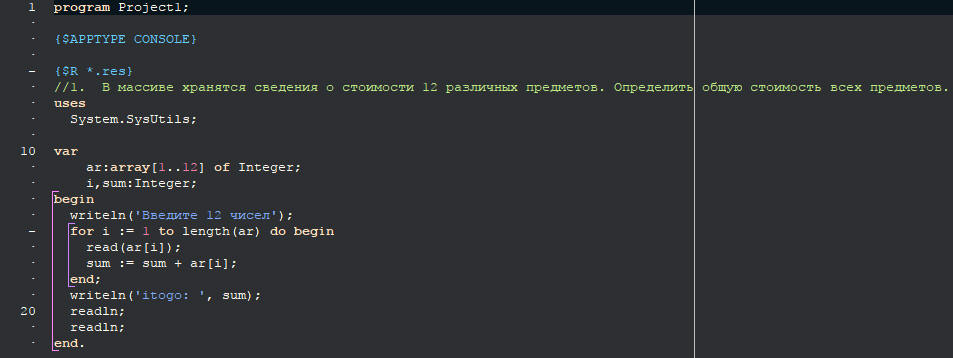 1 program Project1;
{$APPTYPE CONSOLE}
{$R *.res}
//1.  В массиве хранятся сведения о стоимости 12 различных предметов. Определить общую стоимость всех предметов.
uses
  System.SysUtils;
10 var
    ar:array[1..12] of Integer;
    i,sum:Integer;
begin
  writeln('Введите 12 чисел');
  for i := 1 to length(ar) do begin
    read(ar[i]);
    sum := sum + ar[i];
  end;
  writeln('itogo: ', sum);
20   readln;
  readln;
end.